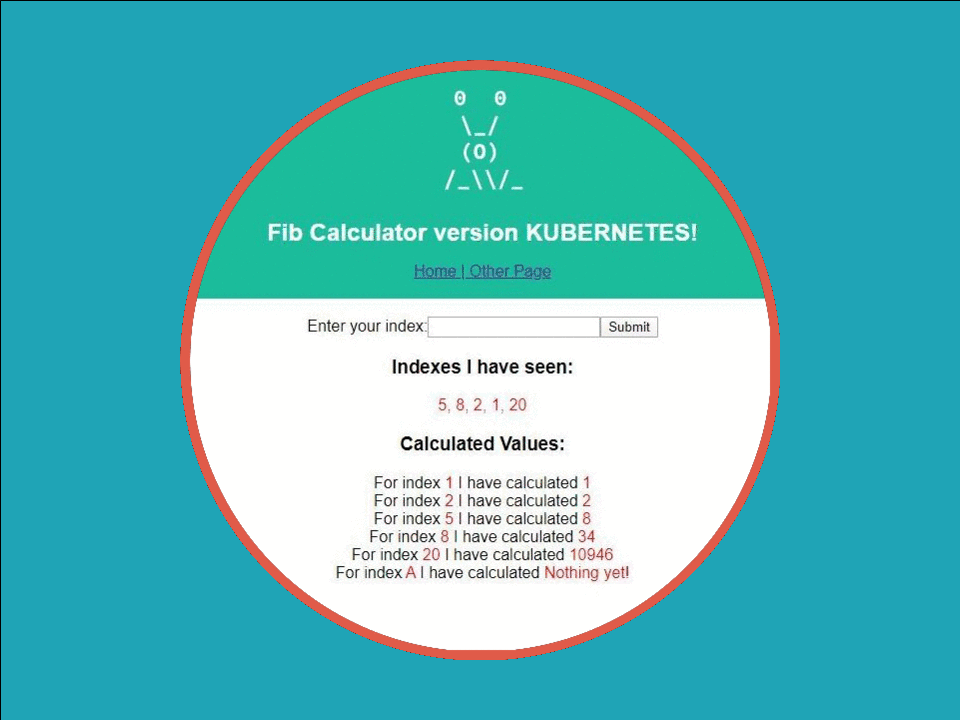 0 0
\_/
(O)
/_\\/_
Fib Calculator version KUBERNETES!
Home | Other Page
Enter your index: Submit
Indexes I have seen:
5, 8, 2, 1, 20
Calculated Values:
For index 1 I have calculated 1
For index 2 I have calculated 2
For index 5 I have calculated 8
For index 8 I have calculated 34
For index 20 I have calculated 10946
For index A I have calculated Nothing yet!